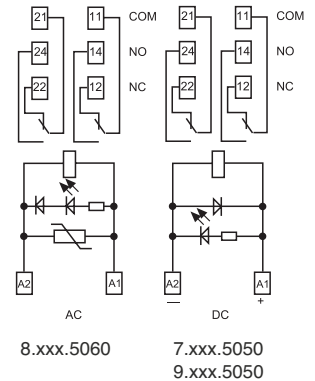 21 11 COM 21 11 COM
24 14 NO 24 14 NO
22 12 NC 22 12 NC
A2 A1 A2 A1
— +
AC DC
8.xxx.5060 7.xxx.5050
9.xxx.5050